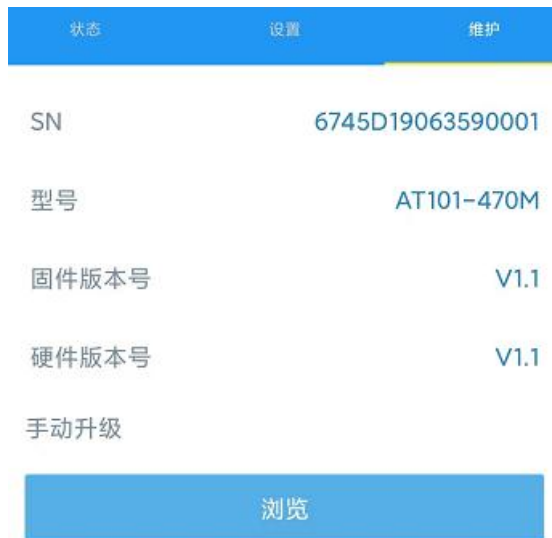 状态 设置 维护
SN 6745D19063590001
型号 AT101-470M
固件版本号 V1.1
硬件版本号 V1.1
手动升级
浏览